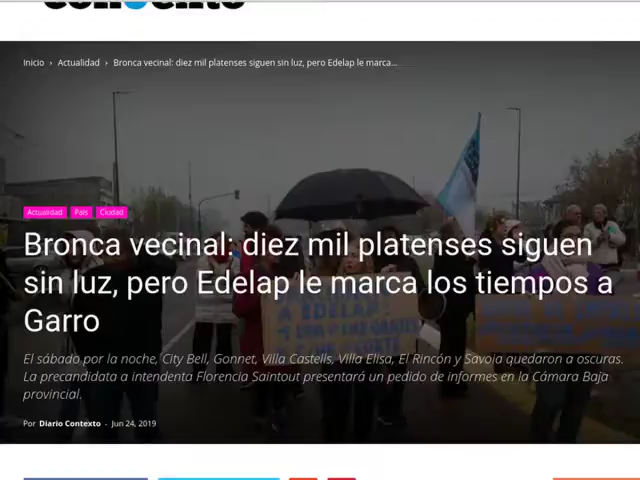 Inicio › Actualidad › Bronca vecinal: diez mil platenses siguen sin luz, pero Edelap le marca...
Actualidad País Ciudad
Bronca vecinal: diez mil platenses siguen
sin luz, pero Edelap le marca los tiempos a
Garro
El sábado por la noche, City Bell, Gonnet, Villa Castells, Villa Elisa, El Rincón y Savoia quedaron a oscuras.
La precandidata a intendenta Florencia Saintout presentará un pedido de informes en la Cámara Baja
provincial.
Por Diario Contexto - Jun 24, 2019